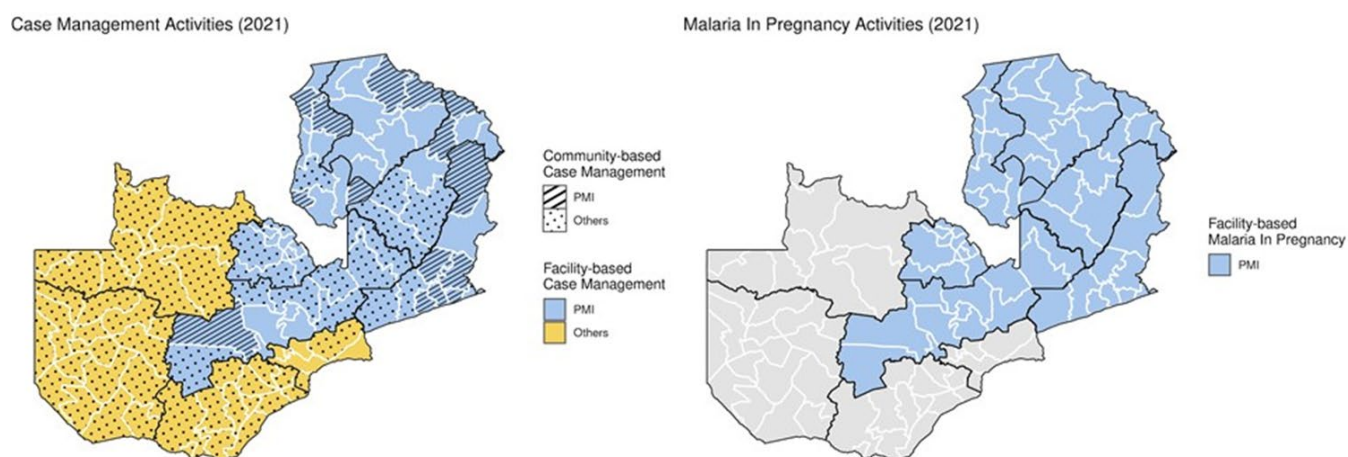 Case Management Activities (2021)
Community-based
Case Management
PMI
Others
Facility-based
Case Management
PMI
Others
Malaria In Pregnancy Activities (2021)
Facility-based
Malaria In Pregnancy
PMI